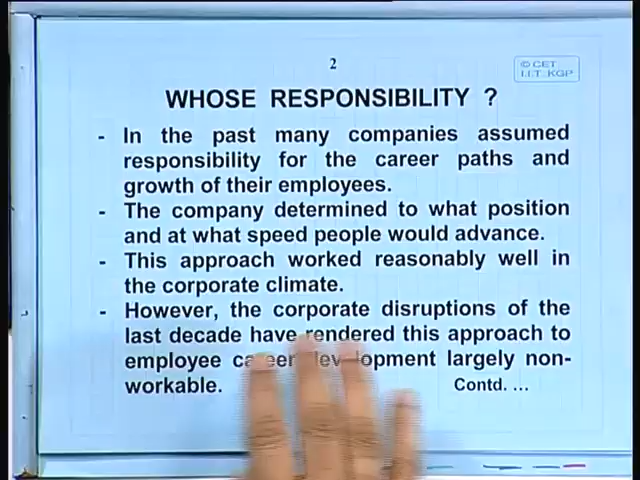 2
© CET
I.I.T. KGP
WHOSE RESPONSIBILITY ?
- In the past many companies assumed
responsibility for the career paths and
growth of their employees.
- The company determined to what position
and at what speed people would advance.
- This approach worked reasonably well in
the corporate climate.
- However, the corporate disruptions of the
last decade have rendered this approach to
employee career development largely non-
workable.
Contd. ...